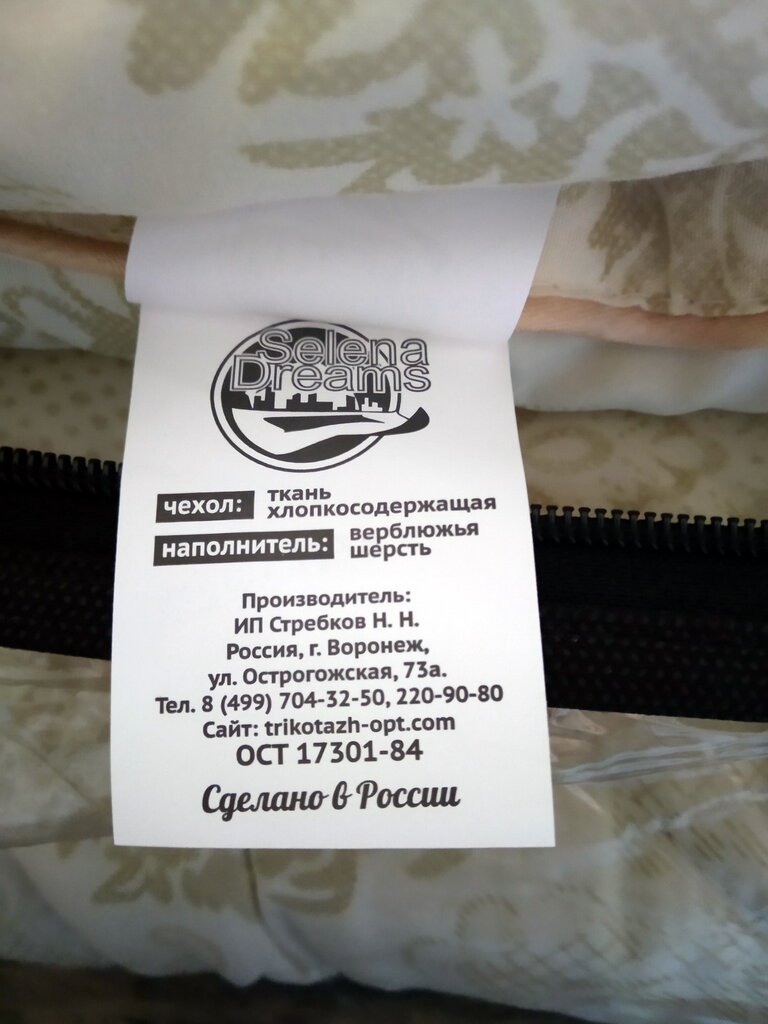 Selena
Dreams
чехол: ткань
хлопкосодержащая
наполнитель: верблюжья
шерсть
Производитель:
ИП Стребков Н. Н.
Россия, г. Воронеж,
ул. Острогожская, 73а.
Тел. 8 (499) 704-32-50, 220-90-80
Сайт: trikotazh-opt.com
ОСТ 17301-84
Сделано в России